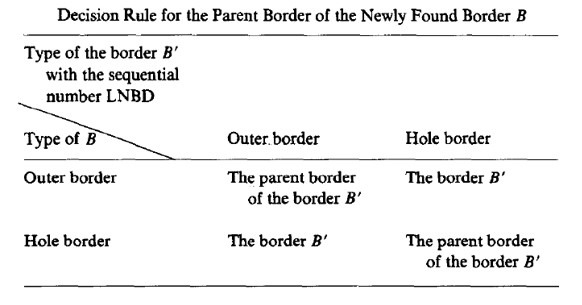 Decision Rule for the Parent Border of the Newly Found Border B
Type of the border B′
with the sequential
number LNBD
Type of B Outer border Hole border
Outer border The parent border The border B′
of the border B′
Hole border The border B′ The parent border
of the border B′